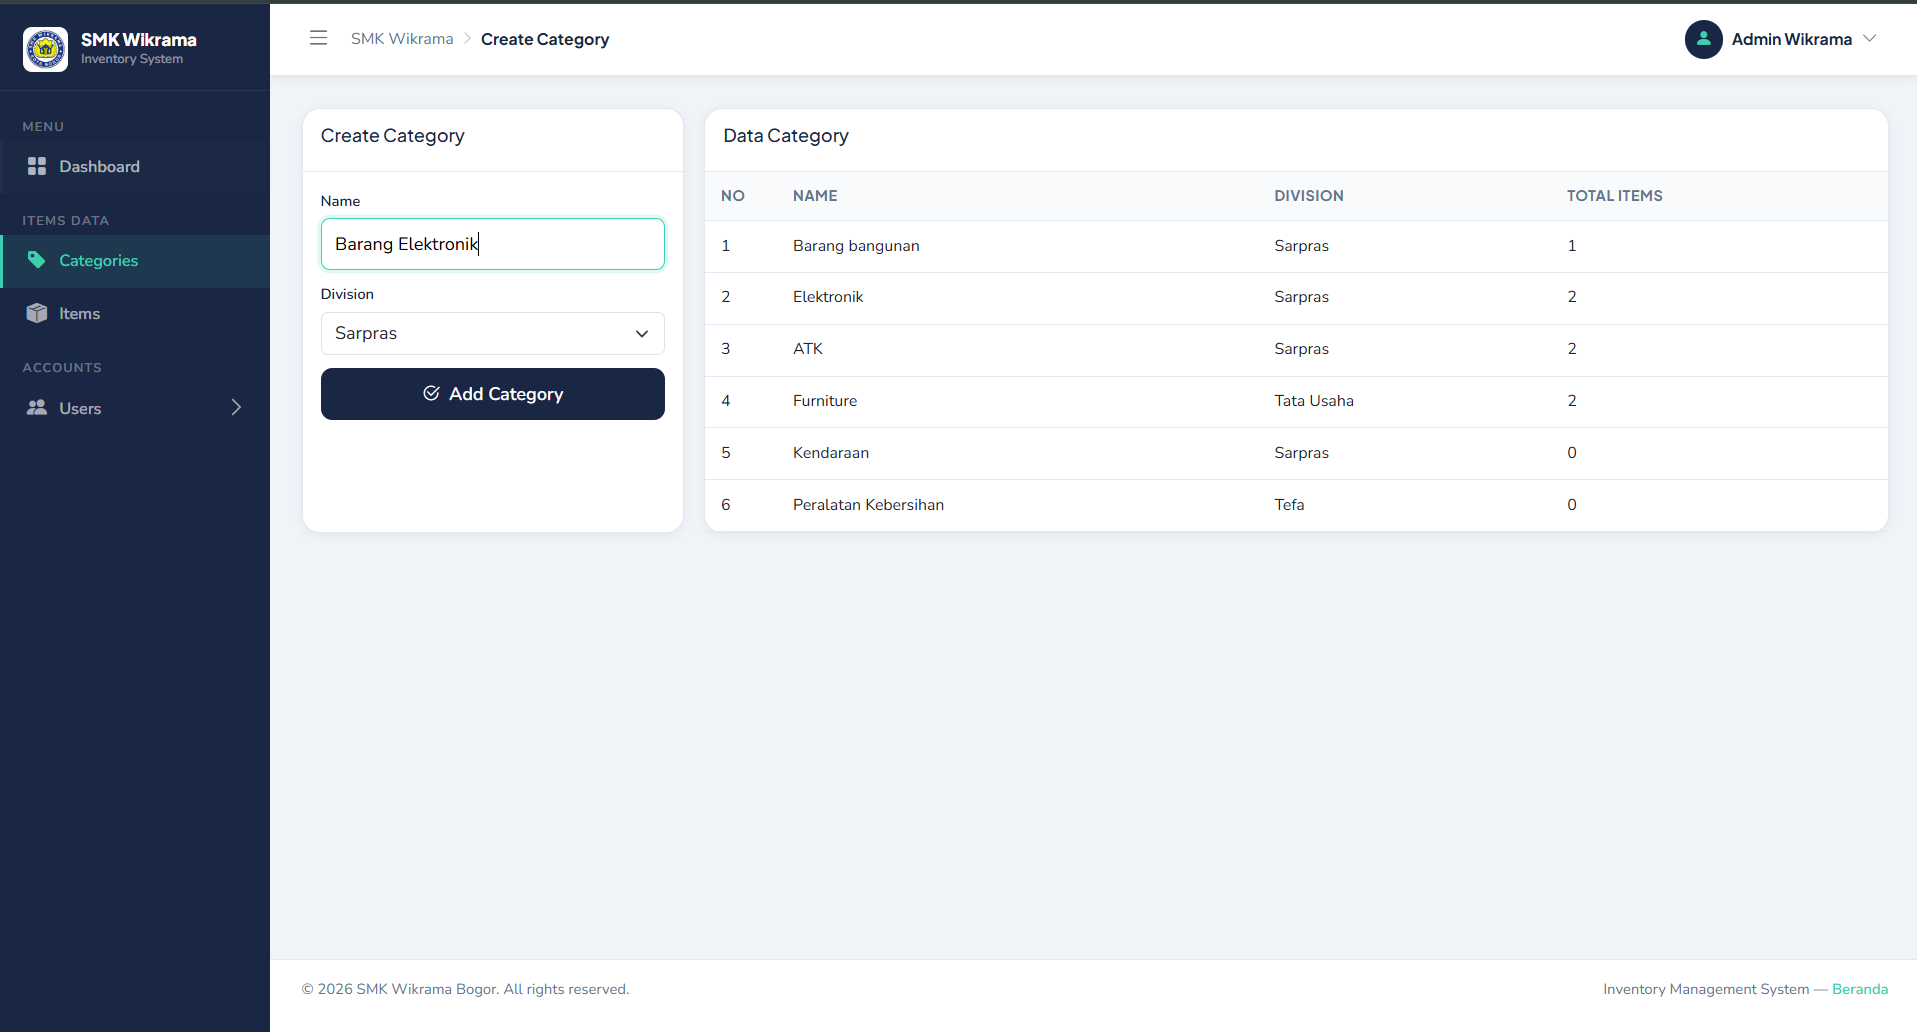 SMK Wikrama
Inventory System
MENU
Dashboard
ITEMS DATA
Categories
Items
ACCOUNTS
Users
SMK Wikrama > Create Category
Admin Wikrama
Create Category
Name
Barang Elektronik
Division
Sarpras
Add Category
Data Category
NO NAME DIVISION TOTAL ITEMS
1 Barang bangunan Sarpras 1
2 Elektronik Sarpras 2
3 ATK Sarpras 2
4 Furniture Tata Usaha 2
5 Kendaraan Sarpras 0
6 Peralatan Kebersihan Tefa 0
© 2026 SMK Wikrama Bogor. All rights reserved.
Inventory Management System — Beranda